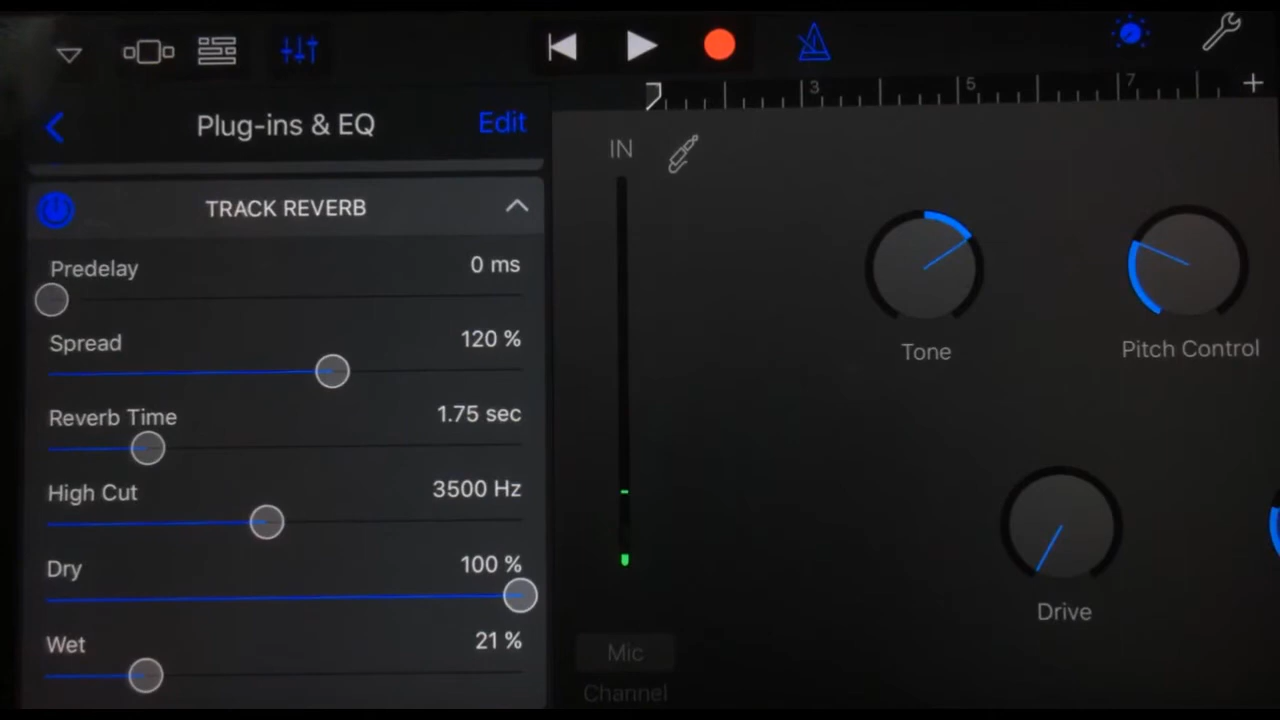 3 5 7
Plug-ins & EQ Edit
IN
TRACK REVERB
Predelay 0 ms
Spread 120 %
Tone Pitch Control
Reverb Time 1.75 sec
High Cut 3500 Hz
Dry 100 %
Drive
Wet 21 %
Mic
Channel